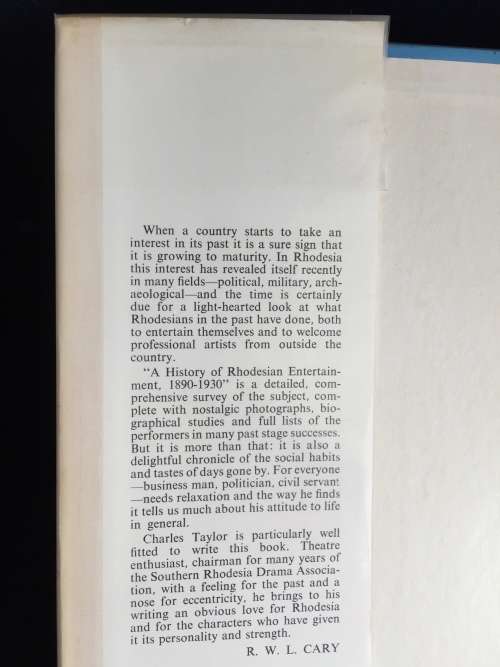 When a country starts to take an
interest in its past it is a sure sign that
it is growing to maturity. In Rhodesia
this interest has revealed itself recently
in many fields—political, military, arch-
aeological—and the time is certainly
due for a light-hearted look at what
Rhodesians in the past have done, both
to entertain themselves and to welcome
professional artists from outside the
country.
"A History of Rhodesian Entertain-
ment, 1890-1930" is a detailed, com-
prehensive survey of the subject, com-
plete with nostalgic photographs, bio-
graphical studies and full lists of the
performers in many past stage successes.
But it is more than that: it is also a
delightful chronicle of the social habits
and tastes of days gone by. For everyone
—business man, politician, civil servant
—needs relaxation and the way he finds
it tells us much about his attitude to life
in general.
Charles Taylor is particularly well
fitted to write this book. Theatre
enthusiast, chairman for many years of
the Southern Rhodesia Drama Associa-
tion, with a feeling for the past and a
nose for eccentricity, he brings to his
writing an obvious love for Rhodesia
and for the characters who have given
it its personality and strength.
R. W. L. CARY